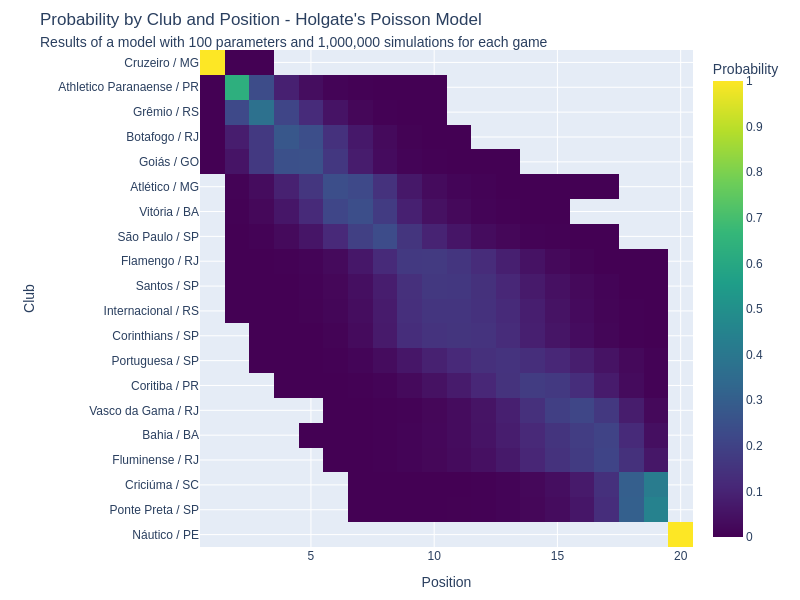 Probability by Club and Position - Holgate's Poisson Model
Results of a model with 100 parameters and 1,000,000 simulations for each game
Probability
Club
Cruzeiro / MG
Athletico Paranaense / PR
Grêmio / RS
Botafogo / RJ
Goiás / GO
Atlético / MG
Vitória / BA
São Paulo / SP
Flamengo / RJ
Santos / SP
Internacional / RS
Corinthians / SP
Portuguesa / SP
Coritiba / PR
Vasco da Gama / RJ
Bahia / BA
Fluminense / RJ
Criciúma / SC
Ponte Preta / SP
Náutico / PE
1
0.9
0.8
0.7
0.6
0.5
0.4
0.3
0.2
0.1
0
5 10 15 20
Position